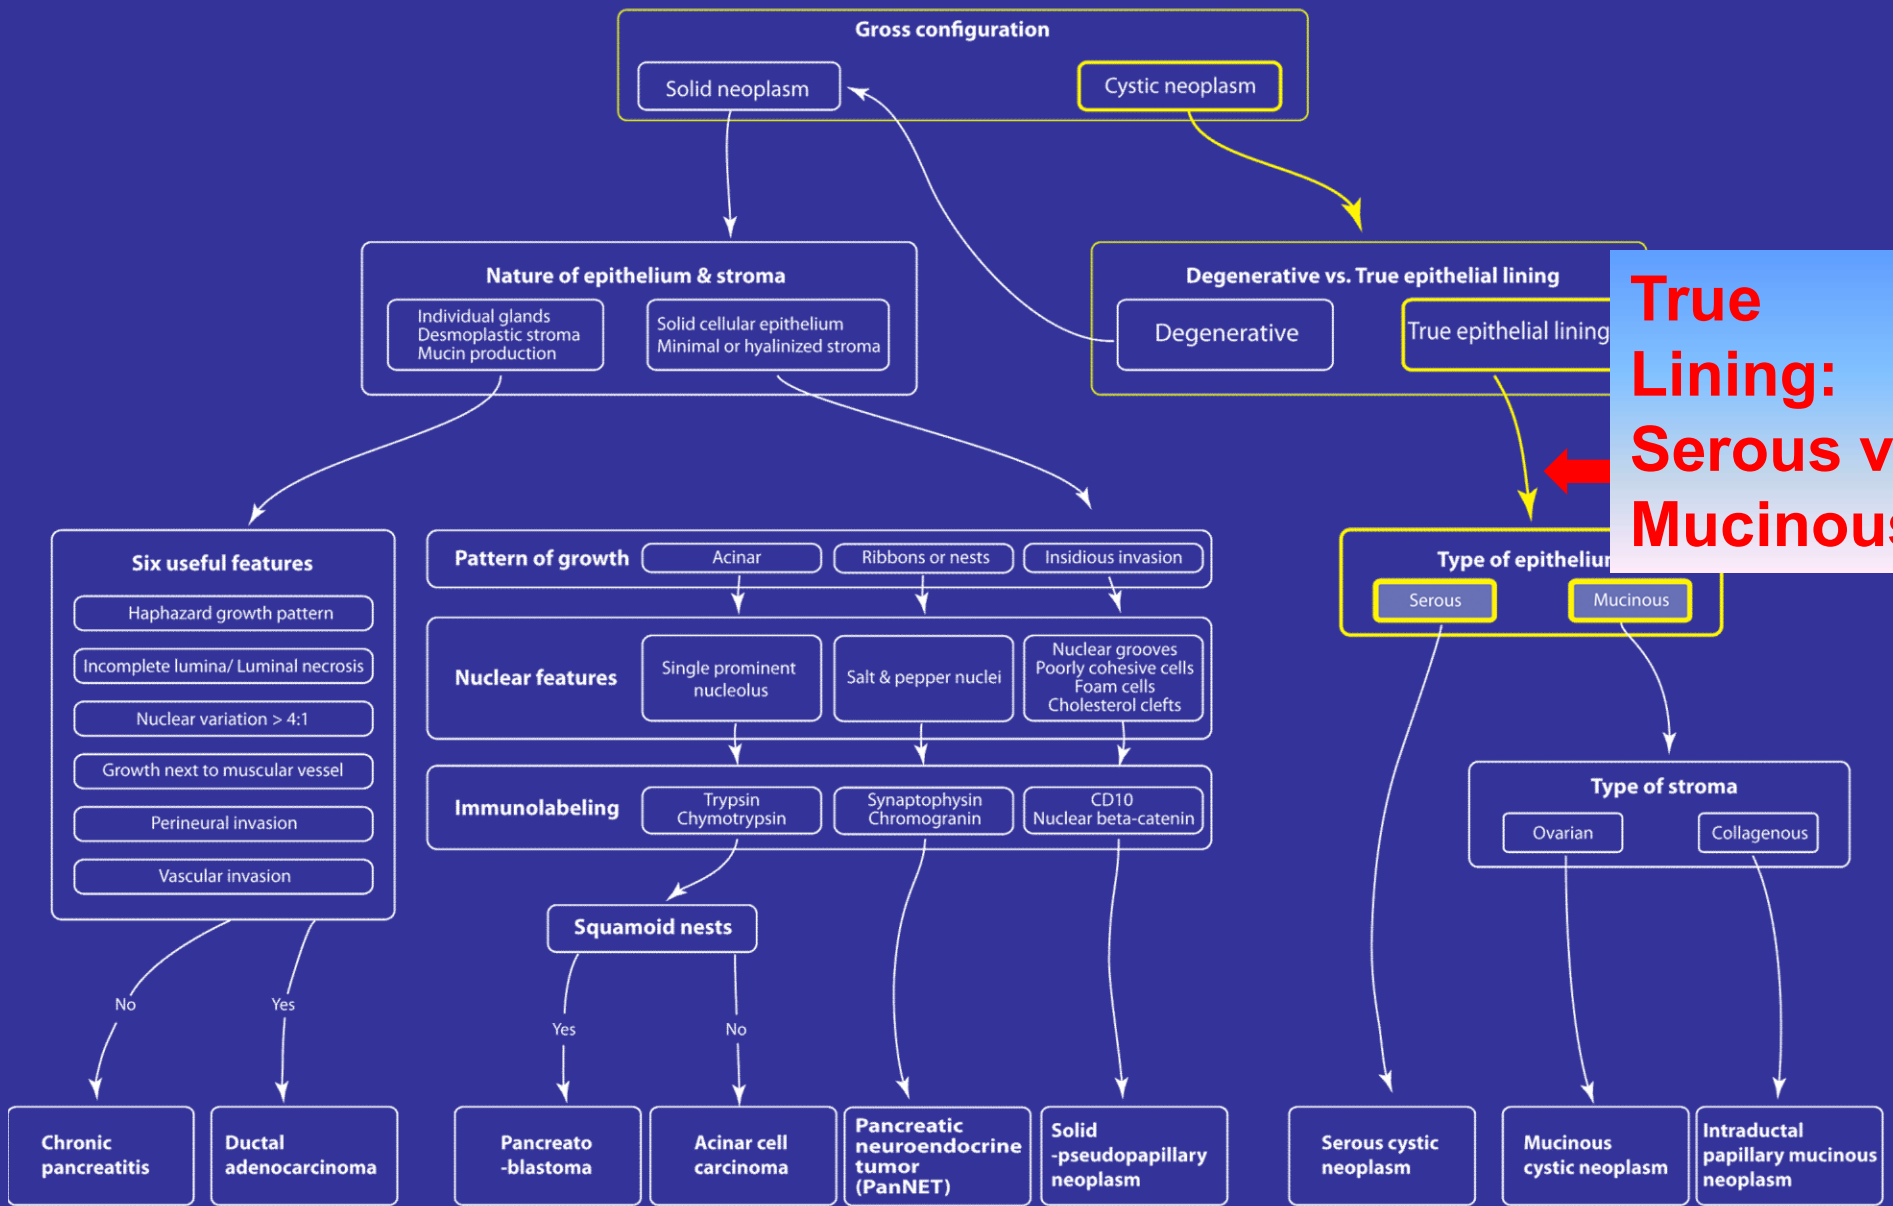 Gross configuration
Solid neoplasm
Cystic neoplasm
Nature of epithelium & stroma
Individual glands
Desmoplastic stroma
Mucin production
Solid cellular epithelium
Minimal or hyalinized stroma
Degenerative vs. True epithelial lining
Degenerative
True epithelial lining
True
Lining:
Serous v
Mucinous
Six useful features
Haphazard growth pattern
Incomplete lumina/ Luminal necrosis
Nuclear variation > 4:1
Growth next to muscular vessel
Perineural invasion
Vascular invasion
Pattern of growth
Acinar
Ribbons or nests
Insidious invasion
Nuclear features
Single prominent
nucleolus
Salt & pepper nuclei
Nuclear grooves
Poorly cohesive cells
Foam cells
Cholesterol clefts
Immunolabeling
Trypsin
Chymotrypsin
Synaptophysin
Chromogranin
CD10
Nuclear beta-catenin
Squamoid nests
Type of epithelium
Serous
Mucinous
Type of stroma
Ovarian
Collagenous
No
Yes
Yes
No
Chronic
pancreatitis
Ductal
adenocarcinoma
Pancreato
-blastoma
Acinar cell
carcinoma
Pancreatic
neuroendocrine
tumor
(PanNET)
Solid
-pseudopapillary
neoplasm
Serous cystic
neoplasm
Mucinous
cystic neoplasm
Intraductal
papillary mucinous
neoplasm